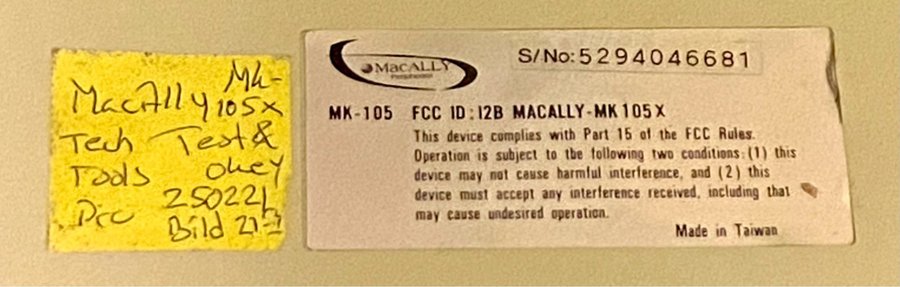 MacAlly MK-
105X
Tech Test &
Tools okey
Pro 250221
Bild 21-
MACALLY
Peripherals
S/No: 5294046681
MK-105 FCC ID: I2B MACALLY-MK105X
This device complies with Part 15 of the FCC Rules.
Operation is subject to the following two conditions: (1) this
device may not cause harmful interference, and (2) this
device must accept any interference received, including that
may cause undesired operation.
Made in Taiwan